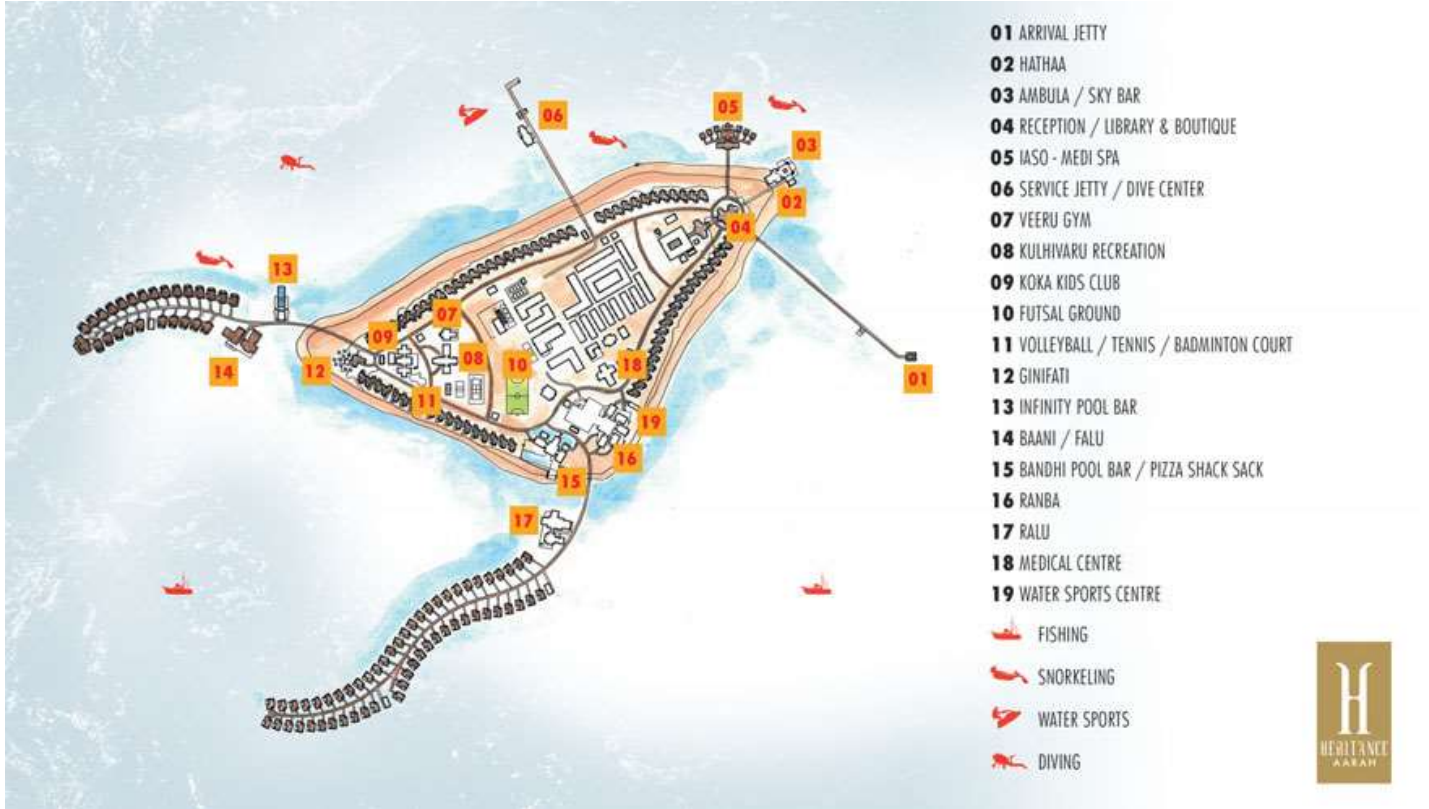 01 ARRIVAL JETTY
02 HATHAA
03 AMBULA / SKY BAR
04 RECEPTION / LIBRARY & BOUTIQUE
05 IASO - MEDI SPA
06 SERVICE JETTY / DIVE CENTER
07 VEERU GYM
08 KULHIVARU RECREATION
09 KOKA KIDS CLUB
10 FUTSAL GROUND
11 VOLLEYBALL / TENNIS / BADMINTON COURT
12 GINIFATI
13 INFINITY POOL BAR
14 BAANI / FALU
15 BANDHI POOL BAR / PIZZA SHACK SACK
16 RANBA
17 RALU
18 MEDICAL CENTRE
19 WATER SPORTS CENTRE
FISHING
SNORKELING
WATER SPORTS
DIVING
05
06
03
02
04
13
07
09
08
10
18
12
14
11
01
19
16
15
17
H
HERITANCE
AARAH